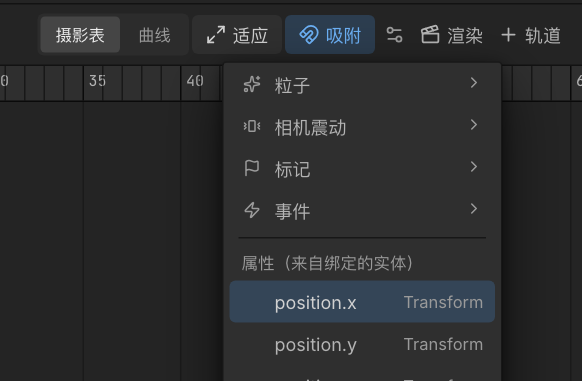 摄影表 曲线 适应 吸附 渲染 轨道
0 35 40 6
粒子
相机震动
标记
事件
属性（来自绑定的实体）
position.x Transform
position.y Transform